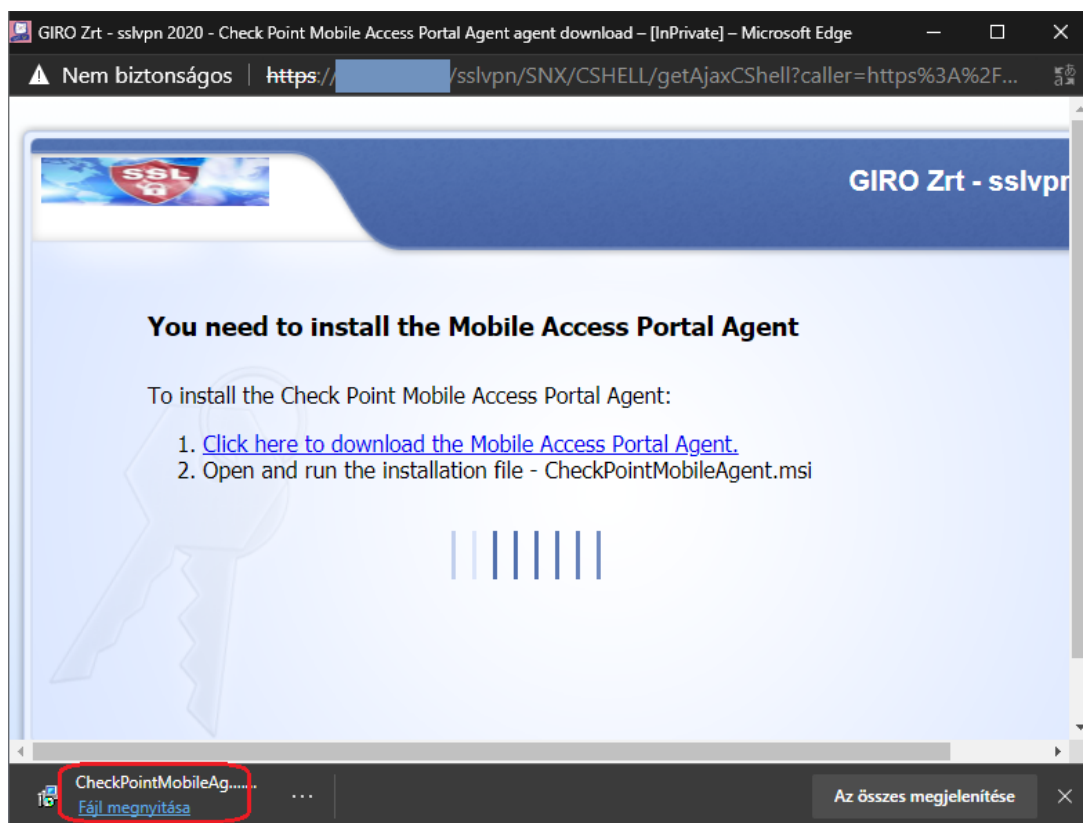 GIRO Zrt - sslvpn 2020 - Check Point Mobile Access Portal Agent agent download – [InPrivate] – Microsoft Edge
Nem biztonságos | https:// /sslvpn/SNX/CSHELL/getAjaxCShell?caller=https%3A%2F...
SSL
GIRO Zrt - sslvpn
You need to install the Mobile Access Portal Agent
To install the Check Point Mobile Access Portal Agent:
1. Click here to download the Mobile Access Portal Agent.
2. Open and run the installation file - CheckPointMobileAgent.msi
CheckPointMobileAg.......
Fájl megnyitása
...
Az összes megjelenítése